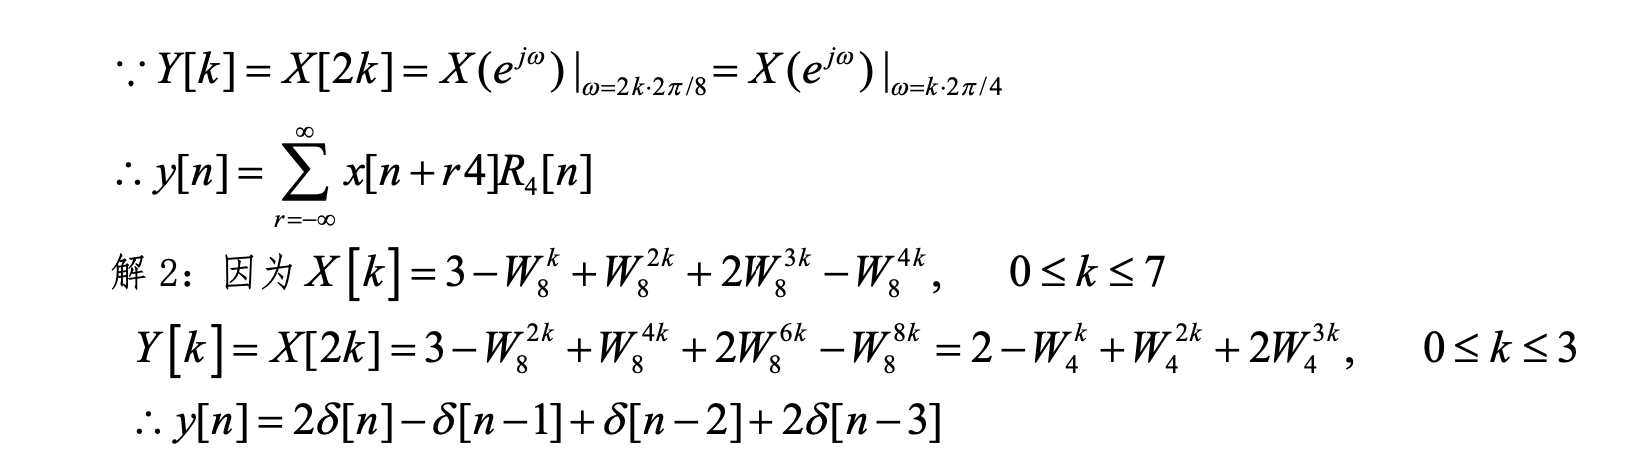 ∵ Y[k] = X[2k] = X(e^{jω})|_{ω=2k·2π/8} = X(e^{jω})|_{ω=k·2π/4}
∴ y[n] = ∑_{r=−∞}^{∞} x[n + r4]R_4[n]
解 2：因为 X[k] = 3 − W_8^k + W_8^{2k} + 2W_8^{3k} − W_8^{4k}, 0 ≤ k ≤ 7
Y[k] = X[2k] = 3 − W_8^{2k} + W_8^{4k} + 2W_8^{6k} − W_8^{8k} = 2 − W_4^k + W_4^{2k} + 2W_4^{3k}, 0 ≤ k ≤ 3
∴ y[n] = 2δ[n] − δ[n − 1] + δ[n − 2] + 2δ[n − 3]